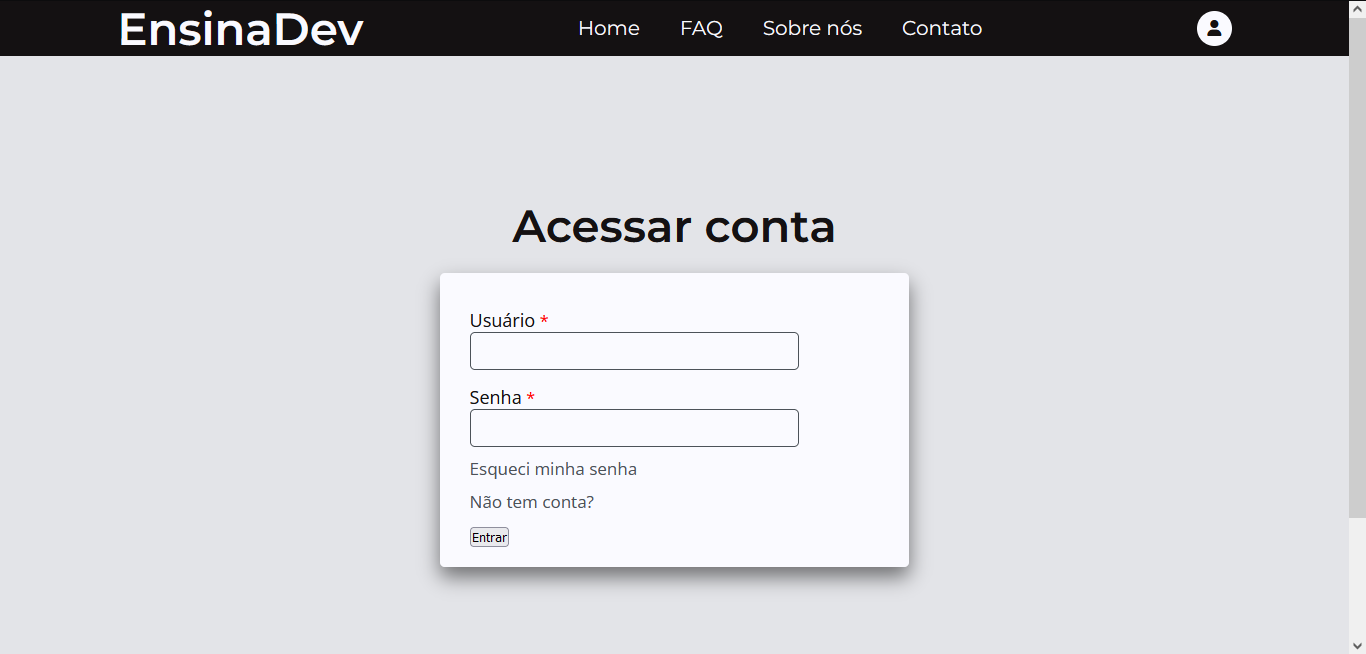 EnsinaDev Home FAQ Sobre nós Contato
Acessar conta
Usuário *
Senha *
Esqueci minha senha
Não tem conta?
Entrar